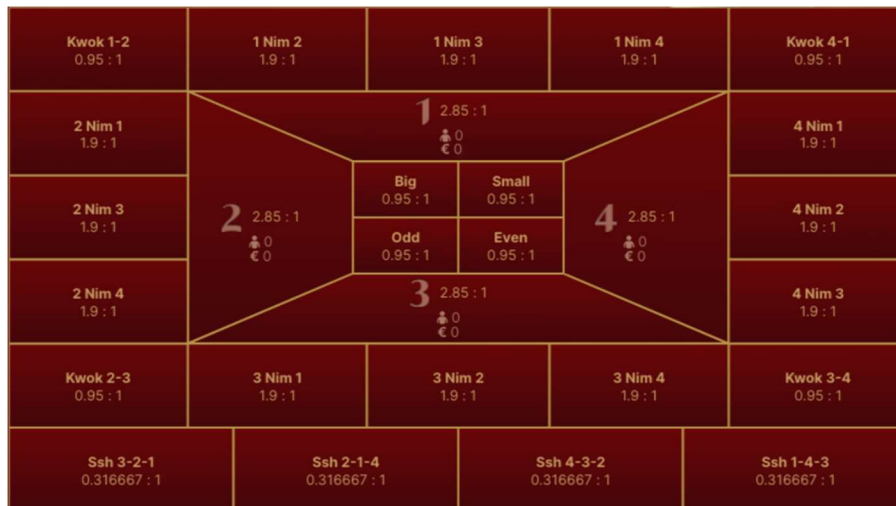 Kwok 1-2
0.95 : 1
1 Nim 2
1.9 : 1
1 Nim 3
1.9 : 1
1 Nim 4
1.9 : 1
Kwok 4-1
0.95 : 1
2 Nim 1
1.9 : 1
1 2.85 : 1
0
€ 0
4 Nim 1
1.9 : 1
Big
0.95 : 1
Small
0.95 : 1
2 Nim 3
1.9 : 1
2 2.85 : 1
0
€ 0
4 2.85 : 1
0
€ 0
4 Nim 2
1.9 : 1
Odd
0.95 : 1
Even
0.95 : 1
2 Nim 4
1.9 : 1
3 2.85 : 1
0
€ 0
4 Nim 3
1.9 : 1
Kwok 2-3
0.95 : 1
3 Nim 1
1.9 : 1
3 Nim 2
1.9 : 1
3 Nim 4
1.9 : 1
Kwok 3-4
0.95 : 1
Ssh 3-2-1
0.316667 : 1
Ssh 2-1-4
0.316667 : 1
Ssh 4-3-2
0.316667 : 1
Ssh 1-4-3
0.316667 : 1